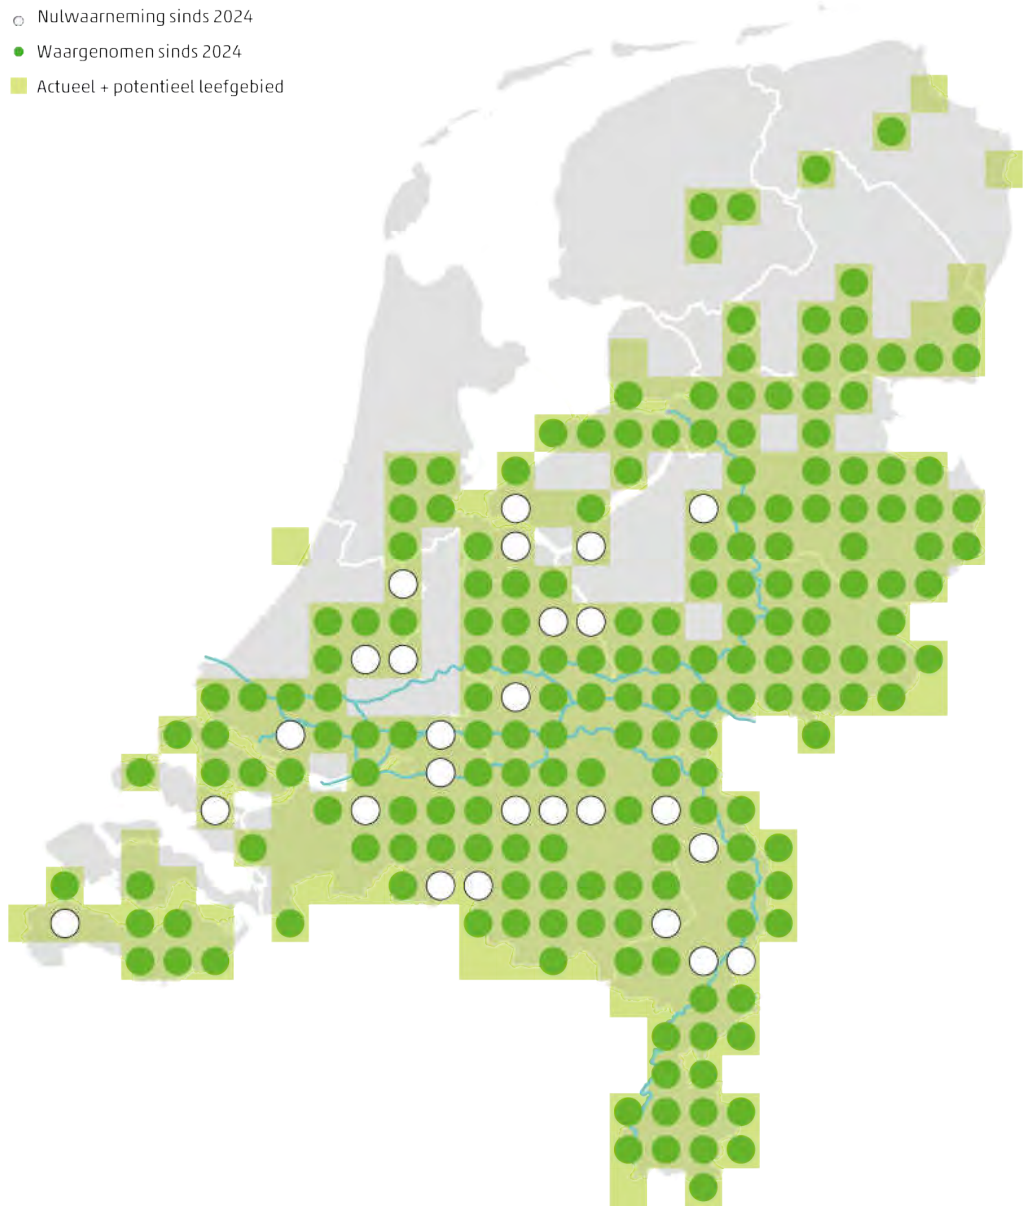 Nulwaarneming sinds 2024
Waargenomen sinds 2024
Actueel + potentieel leefgebied